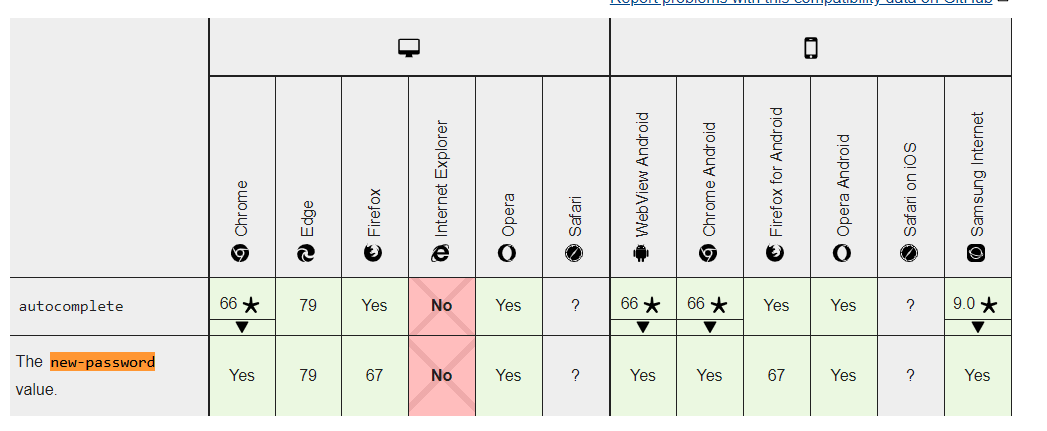 Report problems with this compatibility data on GitHub
Chrome
Edge
Firefox
Internet Explorer
Opera
Safari
WebView Android
Chrome Android
Firefox for Android
Opera Android
Safari on iOS
Samsung Internet
autocomplete 66 ★ 79 Yes No Yes ? 66 ★ 66 ★ Yes Yes ? 9.0 ★
▼ ▼ ▼ ▼
The new-password
value.
Yes 79 67 No Yes ? Yes Yes 67 Yes ? Yes